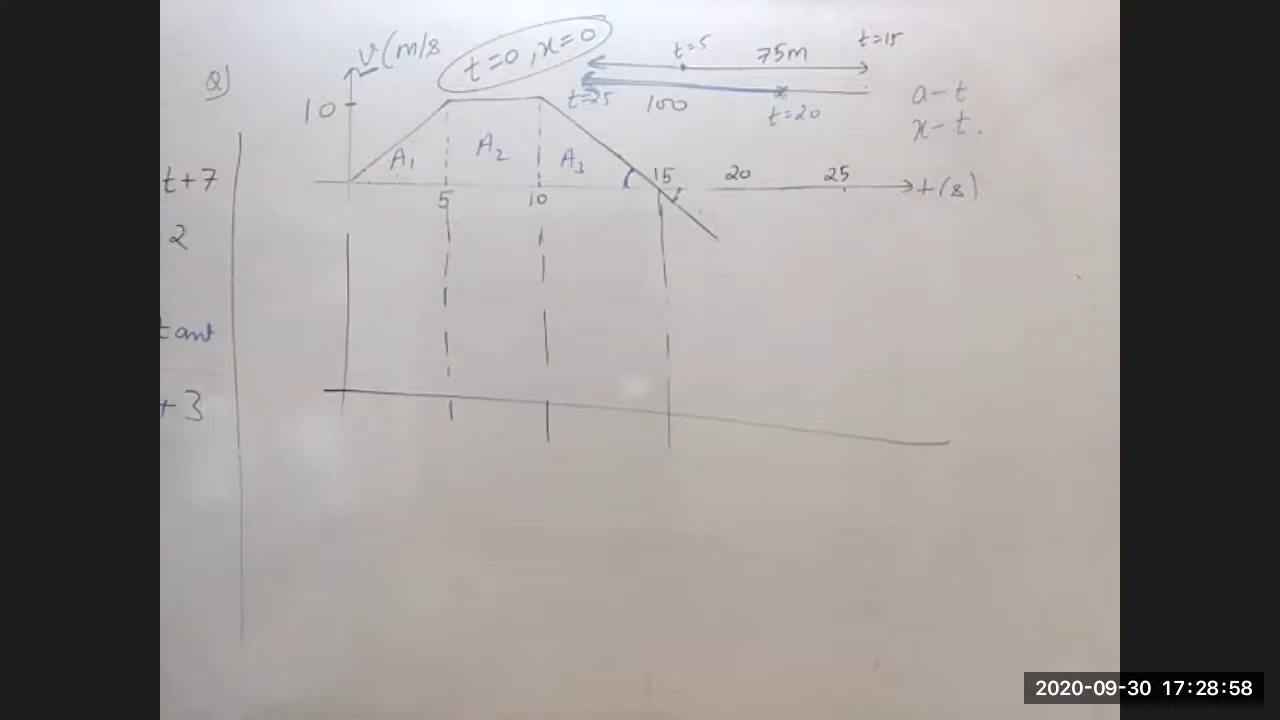 Q)
v (m/s
t=0, x=0
t=5
75m
t=15
t=25
100
t=20
a-t
x-t.
10
A₁
A₂
A₃
5
10
15
20
25
t(s)
t+7
2
tant
+3
2020-09-30 17:28:58